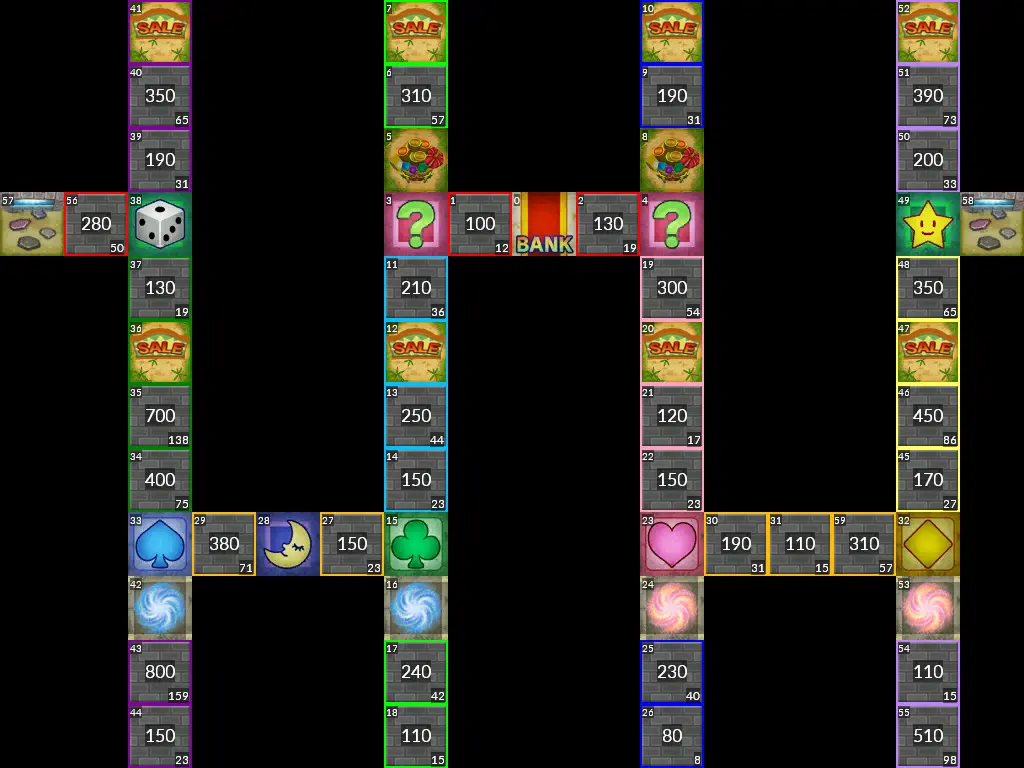 41 SALE 7 SALE 10 SALE 52 SALE
40 350 65 6 310 57 9 190 31 51 390 73
39 190 31 5 8 50 200 33
57 56 280 50 38 3 ? 1 100 12 0 BANK 2 130 19 4 ? 49 58
37 130 19 11 210 36 19 300 54 48 350 65
36 SALE 12 SALE 20 SALE 47 SALE
35 700 138 13 250 44 21 120 17 46 450 86
34 400 75 14 150 23 22 150 23 45 170 27
33 29 380 71 28 27 150 23 15 23 30 190 31 31 110 15 59 310 57 32
42 16 24 53
43 800 159 17 240 42 25 230 40 54 110 15
44 150 23 18 110 15 26 80 8 55 510 98